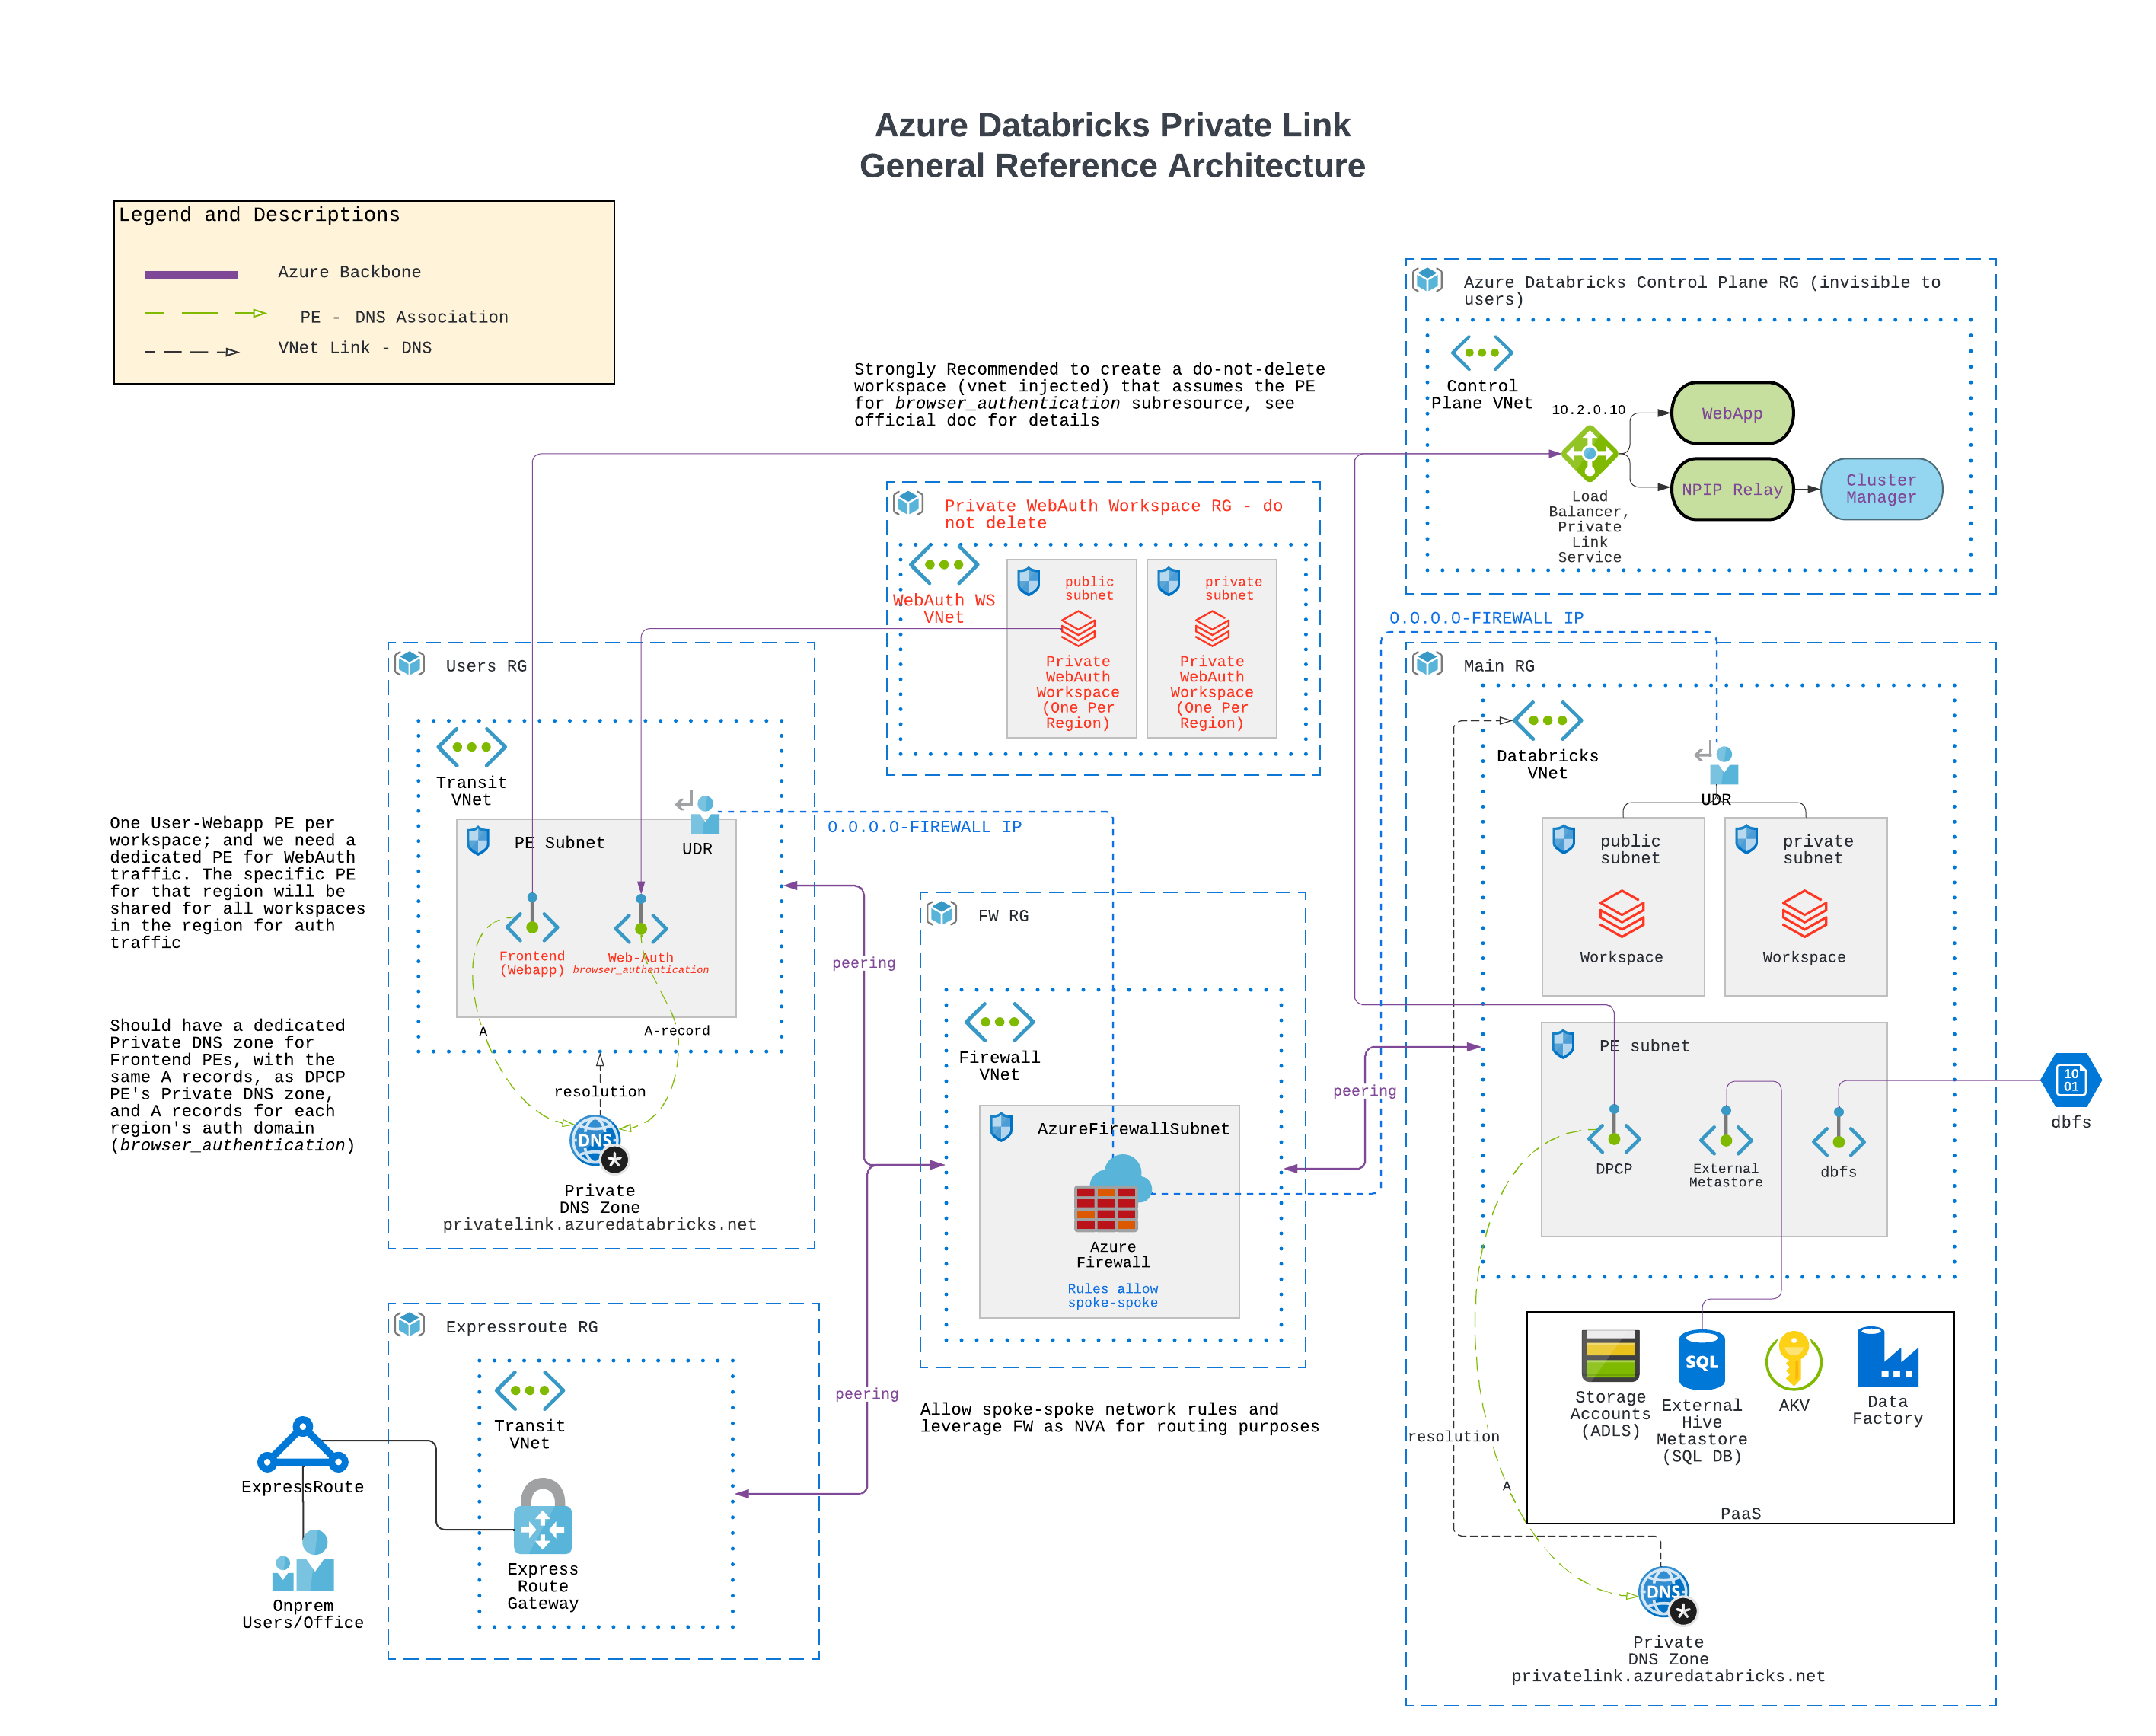 Azure Databricks Private Link
General Reference Architecture
Legend and Descriptions
Azure Backbone
PE - DNS Association
VNet Link - DNS
Azure Databricks Control Plane RG (invisible to
users)
Control
Plane VNet
10.2.0.10
WebApp
NPIP Relay
Cluster
Manager
Load
Balancer,
Private
Link
Service
Strongly Recommended to create a do-not-delete
workspace (vnet injected) that assumes the PE
for browser_authentication subresource, see
official doc for details
Private WebAuth Workspace RG - do
not delete
WebAuth WS
VNet
public
subnet
Private
WebAuth
Workspace
(One Per
Region)
private
subnet
Private
WebAuth
Workspace
(One Per
Region)
Users RG
Transit
VNet
PE Subnet
UDR
0.0.0.0-FIREWALL IP
Frontend
(Webapp)
Web-Auth
browser_authentication
A
A-record
resolution
DNS
Private
DNS Zone
privatelink.azuredatabricks.net
One User-Webapp PE per
workspace; and we need a
dedicated PE for WebAuth
traffic. The specific PE
for that region will be
shared for all workspaces
in the region for auth
traffic
Should have a dedicated
Private DNS zone for
Frontend PEs, with the
same A records, as DPCP
PE's Private DNS zone,
and A records for each
region's auth domain
(browser_authentication)
peering
FW RG
Firewall
VNet
AzureFirewallSubnet
Azure
Firewall
Rules allow
spoke-spoke
peering
peering
Allow spoke-spoke network rules and
leverage FW as NVA for routing purposes
Expressroute RG
Transit
VNet
Express
Route
Gateway
ExpressRoute
Onprem
Users/Office
0.0.0.0-FIREWALL IP
Main RG
Databricks
VNet
UDR
public
subnet
Workspace
private
subnet
Workspace
PE subnet
DPCP
External
Metastore
dbfs
10
01
dbfs
Storage
Accounts
(ADLS)
SQL
External
Hive
Metastore
(SQL DB)
AKV
Data
Factory
PaaS
resolution
A
DNS
Private
DNS Zone
privatelink.azuredatabricks.net